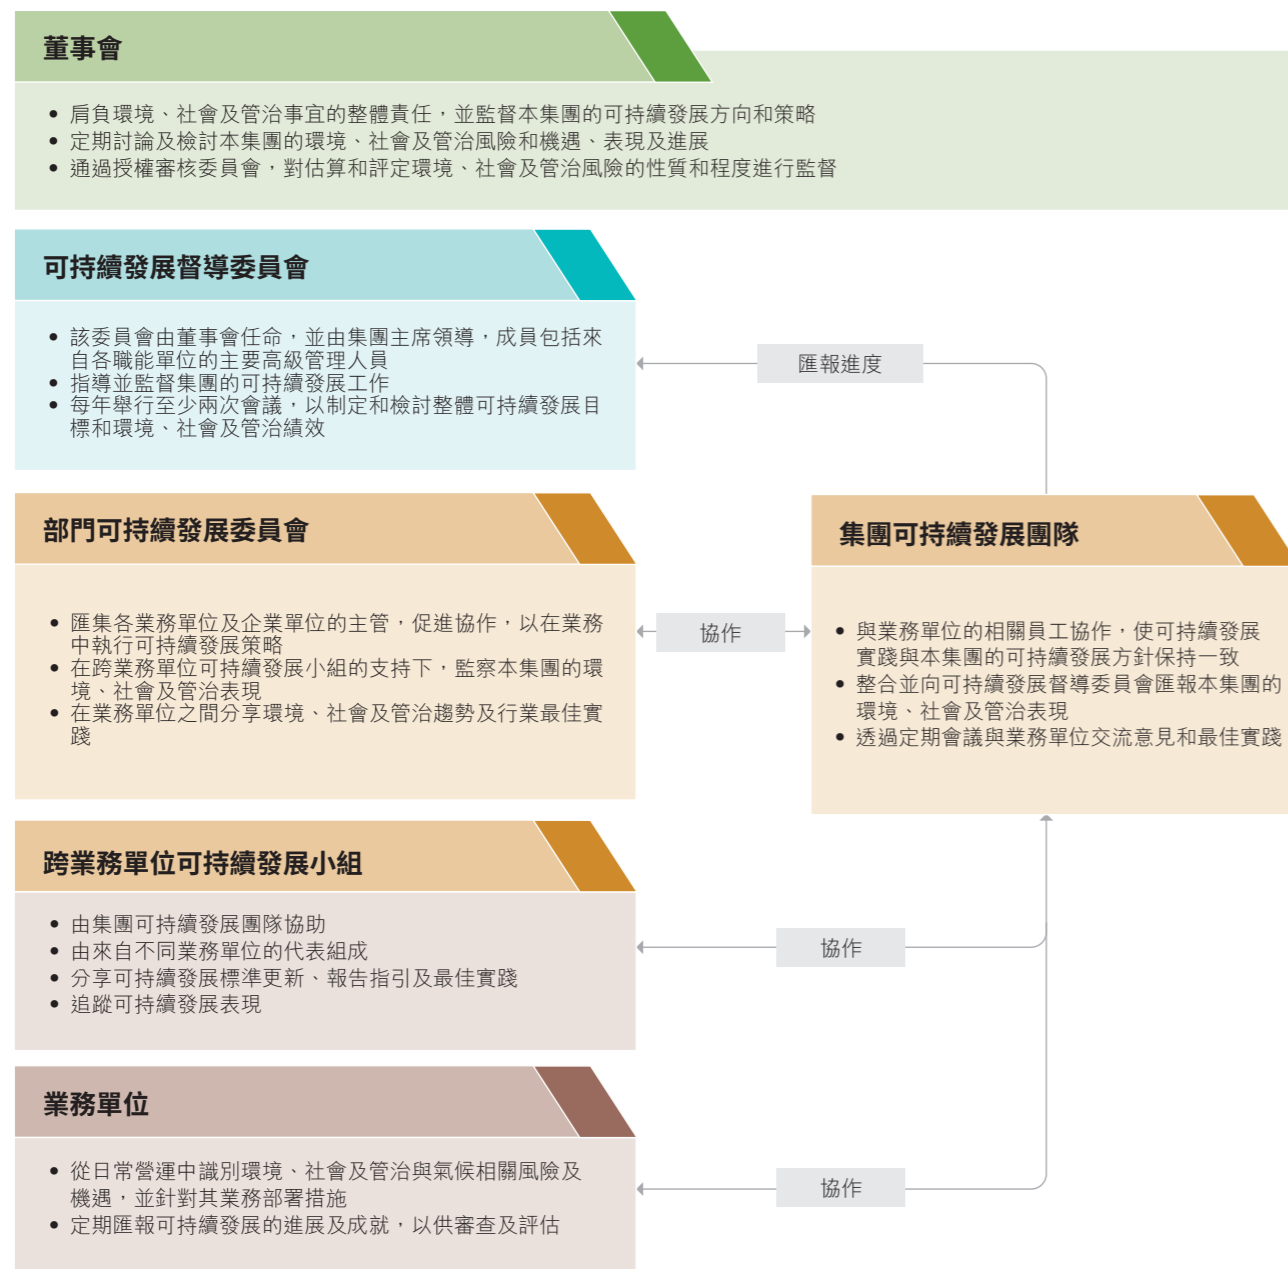 董事會
• 肩負環境、社會及管治事宜的整體責任，並監督本集團的可持續發展方向和策略
• 定期討論及檢討本集團的環境、社會及管治風險和機遇、表現及進展
• 通過授權審核委員會，對估算和評定環境、社會及管治風險的性質和程度進行監督
可持續發展督導委員會
• 該委員會由董事會任命，並由集團主席領導，成員包括來
自各職能單位的主要高級管理人員
• 指導並監督集團的可持續發展工作
• 每年舉行至少兩次會議，以制定和檢討整體可持續發展目
標和環境、社會及管治績效
匯報進度
部門可持續發展委員會
• 匯集各業務單位及企業單位的主管，促進協作，以在業務
中執行可持續發展策略
• 在跨業務單位可持續發展小組的支持下，監察本集團的環
境、社會及管治表現
• 在業務單位之間分享環境、社會及管治趨勢及行業最佳實
踐
協作
集團可持續發展團隊
• 與業務單位的相關員工協作，使可持續發展
實踐與本集團的可持續發展方針保持一致
• 整合並向可持續發展督導委員會匯報本集團的
環境、社會及管治表現
• 透過定期會議與業務單位交流意見和最佳實踐
跨業務單位可持續發展小組
• 由集團可持續發展團隊協助
• 由來自不同業務單位的代表組成
• 分享可持續發展標準更新、報告指引及最佳實踐
• 追蹤可持續發展表現
協作
業務單位
• 從日常營運中識別環境、社會及管治與氣候相關風險及
機遇，並針對其業務部署措施
• 定期匯報可持續發展的進展及成就，以供審查及評估
協作